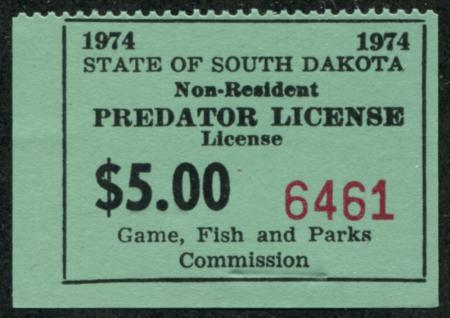 1974 1974
STATE OF SOUTH DAKOTA
Non-Resident
PREDATOR LICENSE
License
$5.00 6461
Game, Fish and Parks
Commission